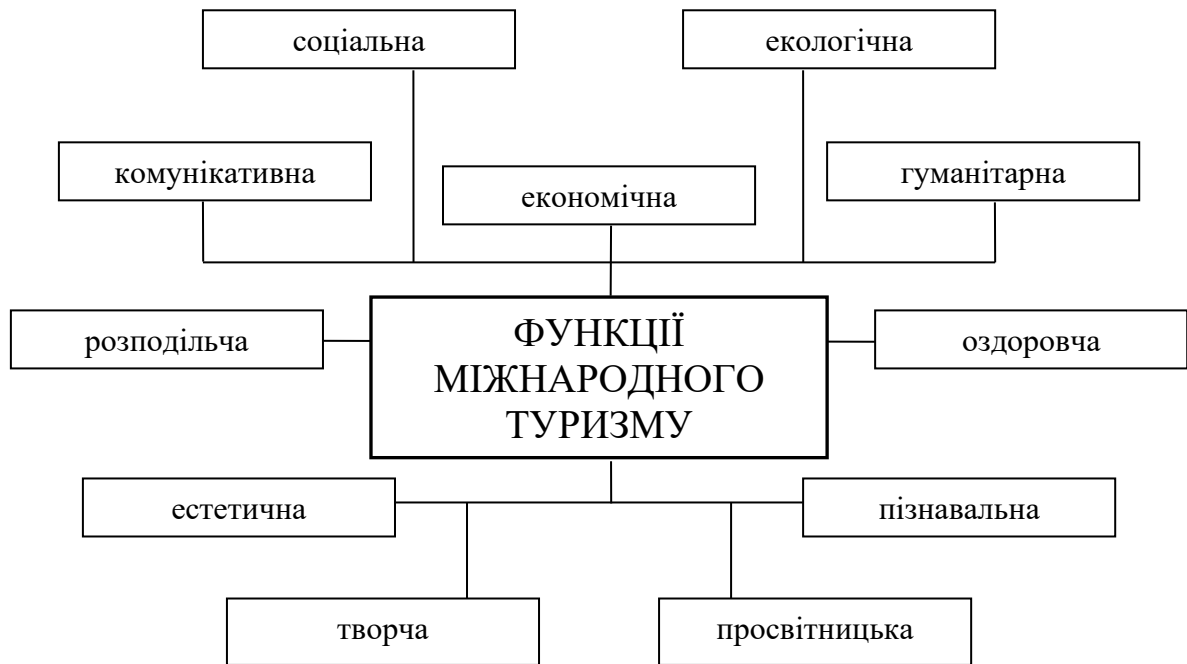 соціальна
екологічна
комунікативна
економічна
гуманітарна
розподільча
ФУНКЦІЇ
МІЖНАРОДНОГО
ТУРИЗМУ
оздоровча
естетична
пізнавальна
творча
просвітницька